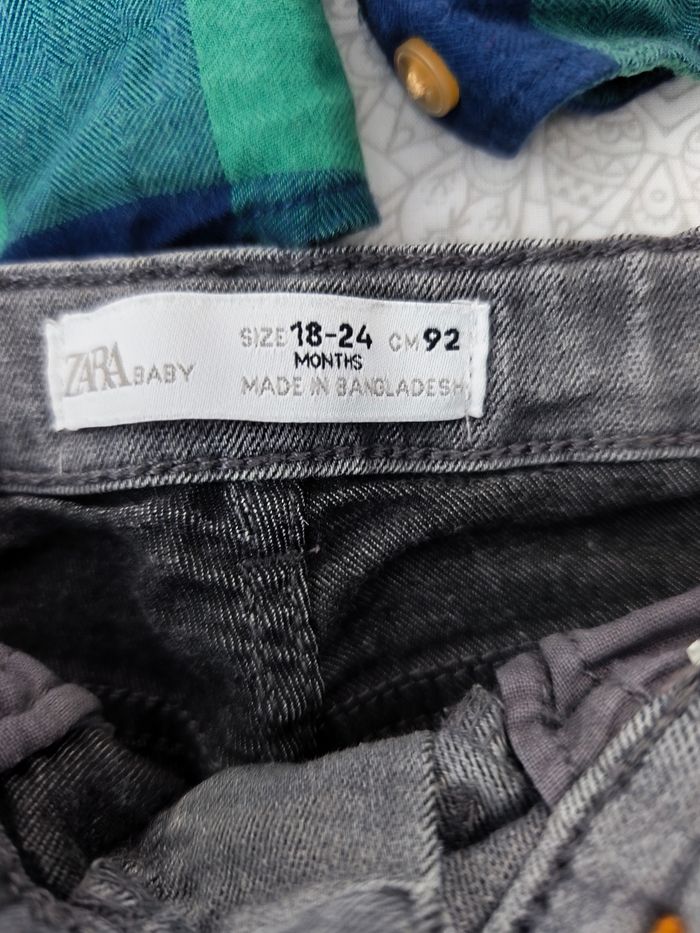 ZARA BABY
SIZE 18-24 CM 92
MONTHS
MADE IN BANGLADESH